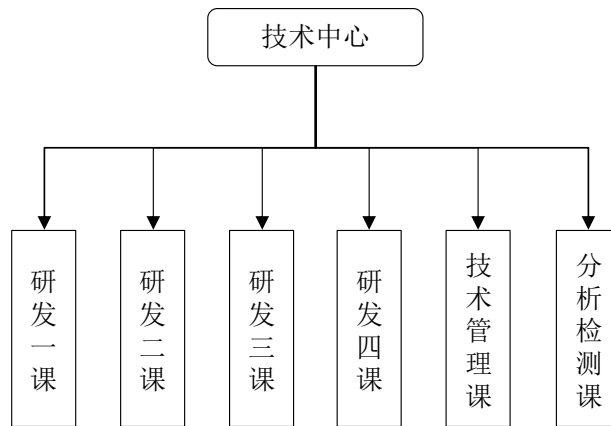 技术中心
研发一课
研发二课
研发三课
研发四课
技术管理课
分析检测课